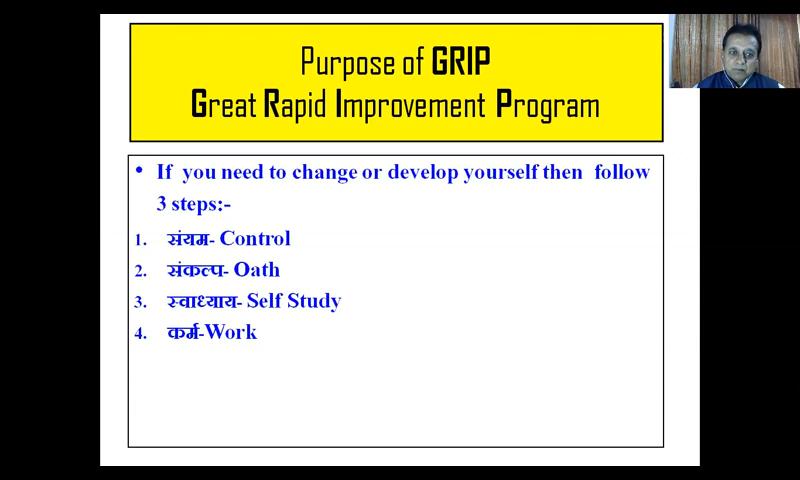 Purpose of GRIP
Great Rapid Improvement Program
• If you need to change or develop yourself then follow
3 steps:-
1. संयम- Control
2. संकल्प- Oath
3. स्वाध्याय- Self Study
4. कर्म-Work